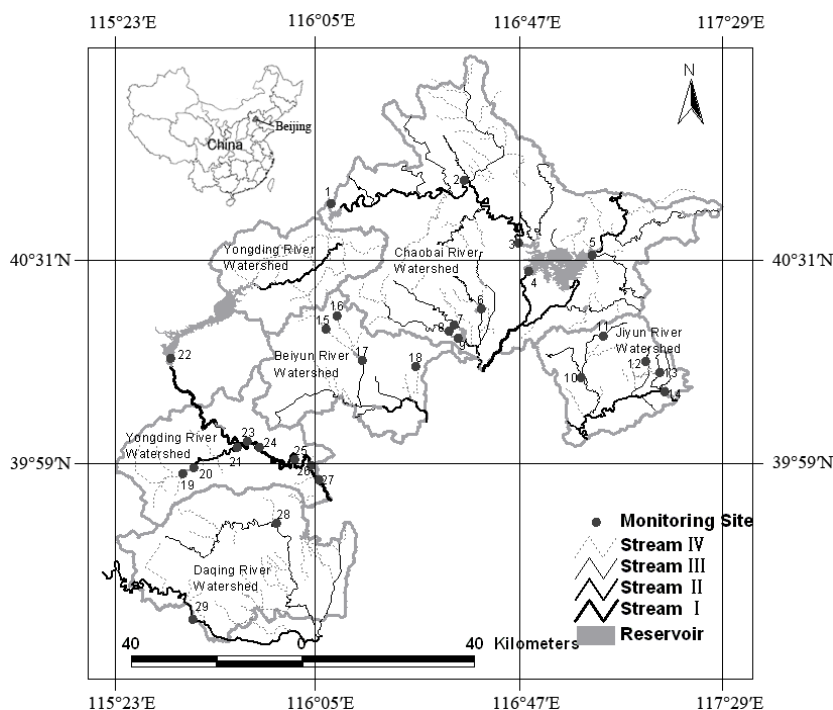 115°23'E 116°05'E 116°47'E 117°29'E
N
Beijing
China
1
2
3
4
5
40°31'N
40°31'N
Yongding River
Watershed
Chaobai River
Watershed
6
7
8
9
16
15
Beiyun River
Watershed
17
18
11
Jiyun River
Watershed
12
13
10
14
22
39°59'N
39°59'N
Yongding River
Watershed
23
24
21
25
26
27
20
19
28
Daqing River
Watershed
29
Monitoring Site
Stream IV
Stream III
Stream II
Stream I
Reservoir
40 0 40 Kilometers
115°23'E 116°05'E 116°47'E 117°29'E